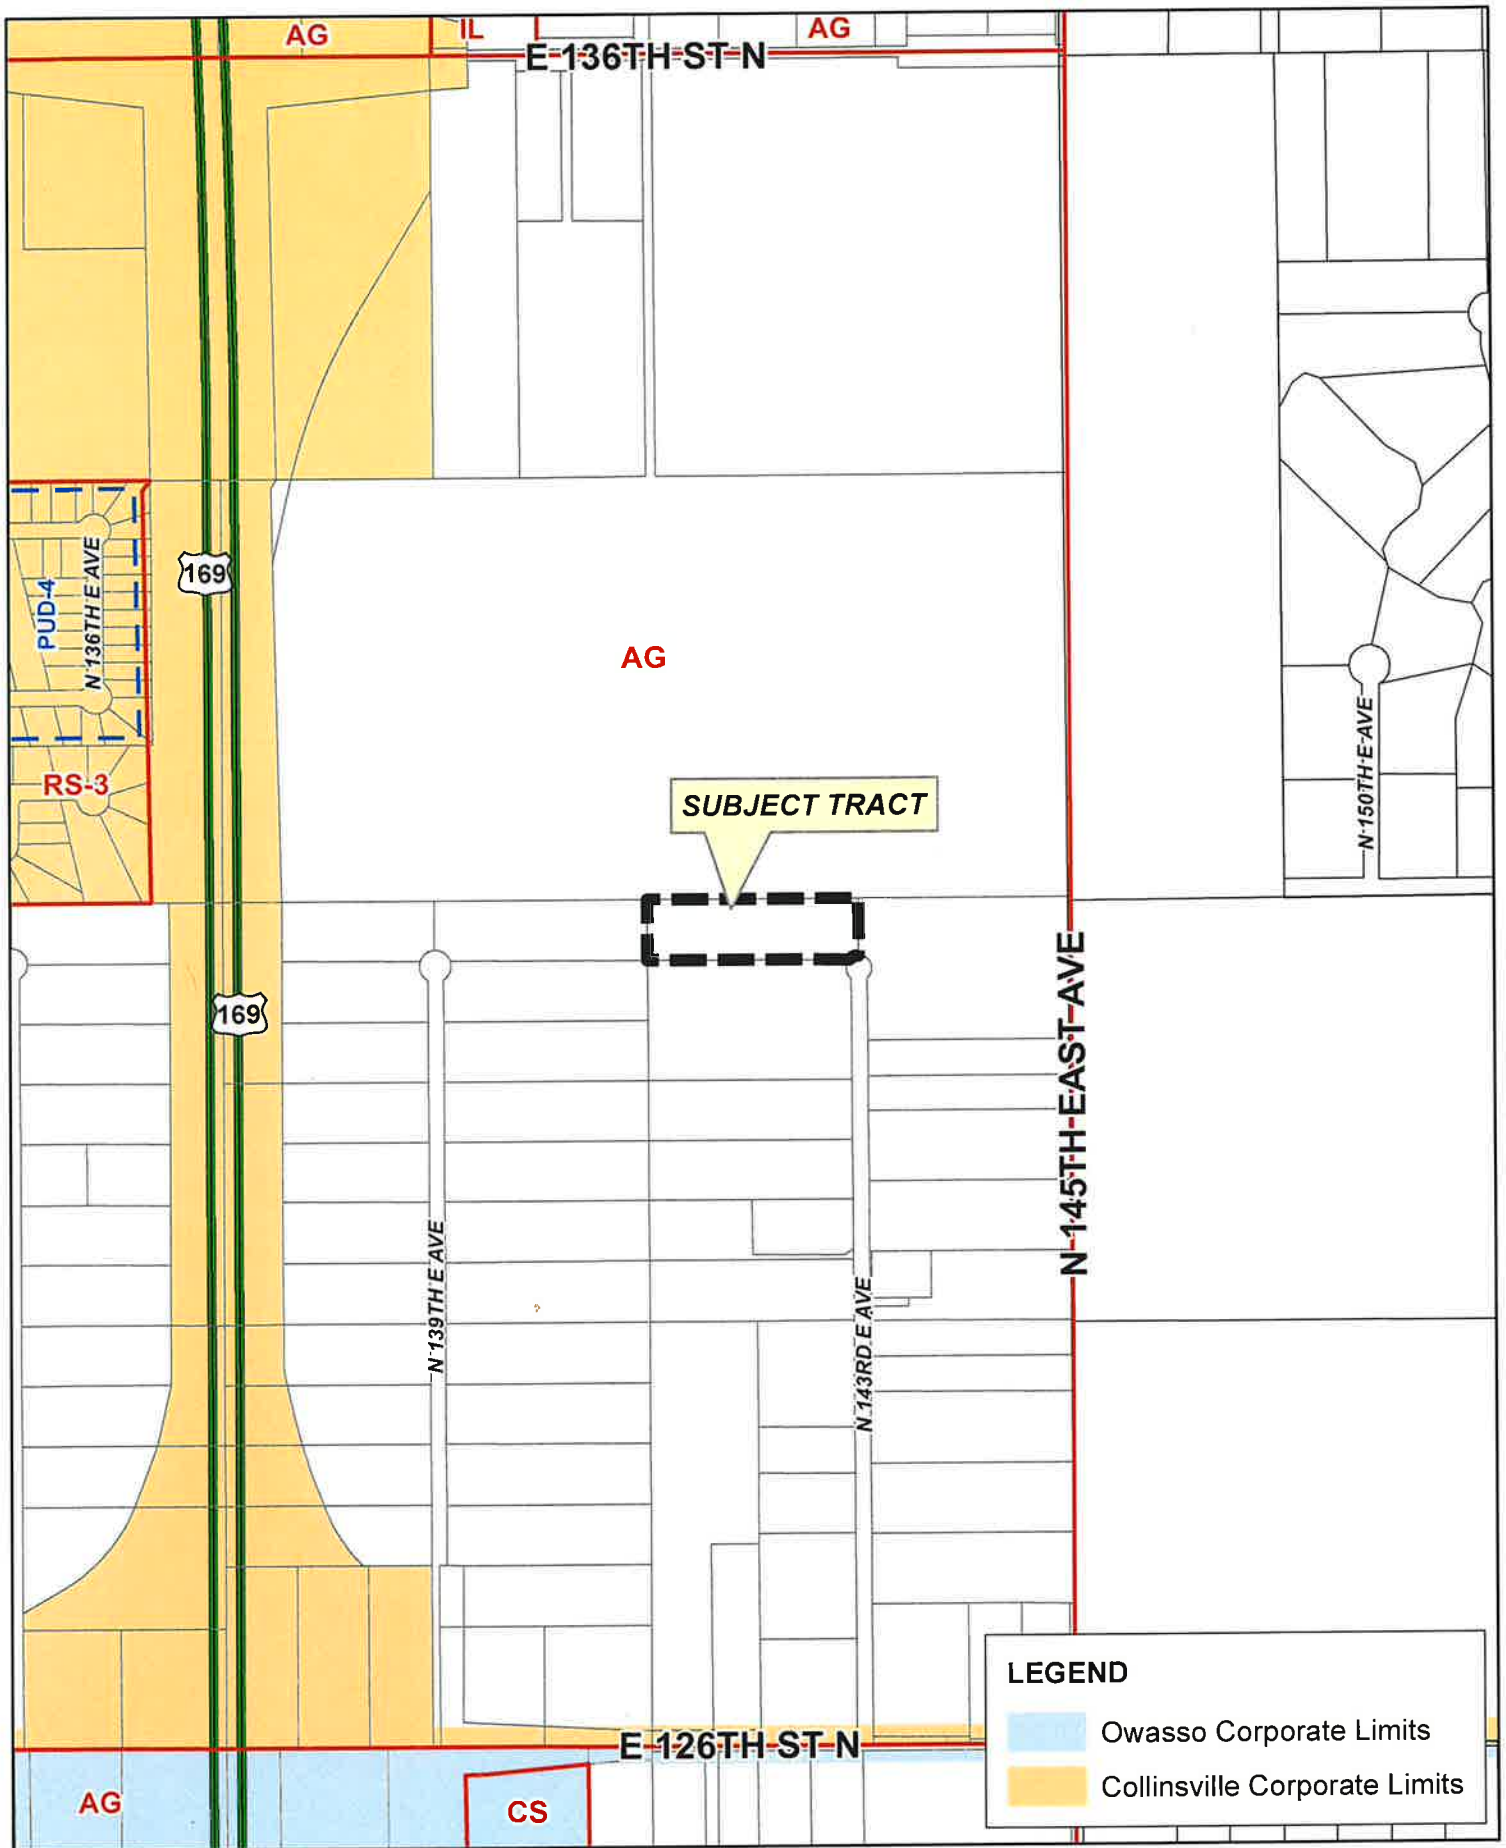 AG
IL
AG
E 136TH ST N
169
PUD-4
N 136TH E AVE
AG
N 150TH E AVE
RS-3
SUBJECT TRACT
169
N 145TH EAST AVE
N 139TH E AVE
N 143RD E AVE
LEGEND
Owasso Corporate Limits
Collinsville Corporate Limits
E 126TH ST N
AG
CS